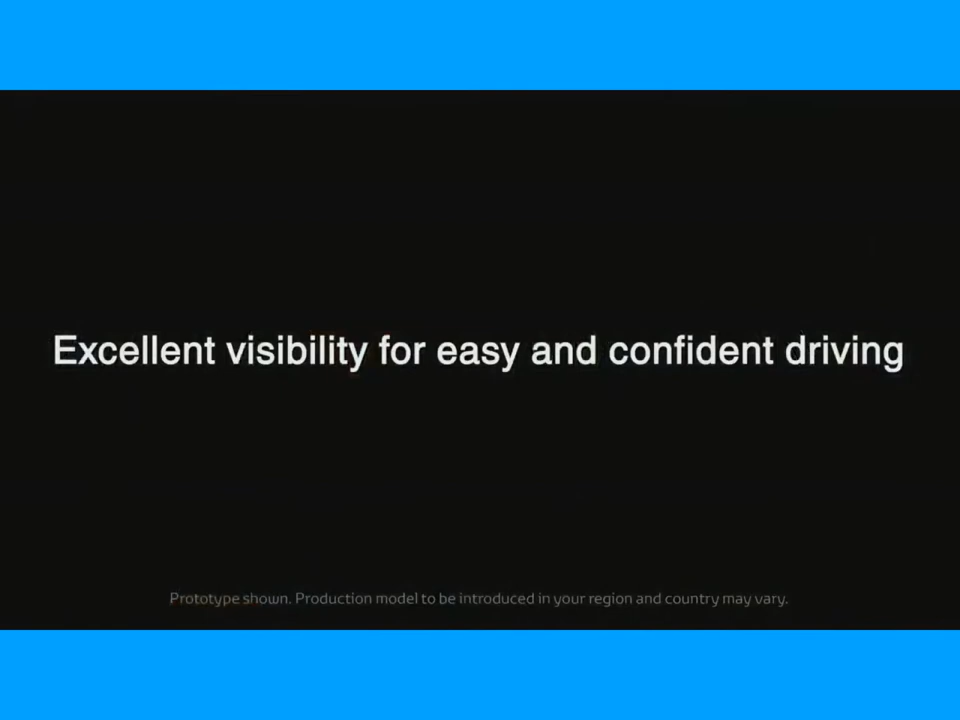 Excellent visibility for easy and confident driving
Prototype shown. Production model to be introduced in your region and country may vary.